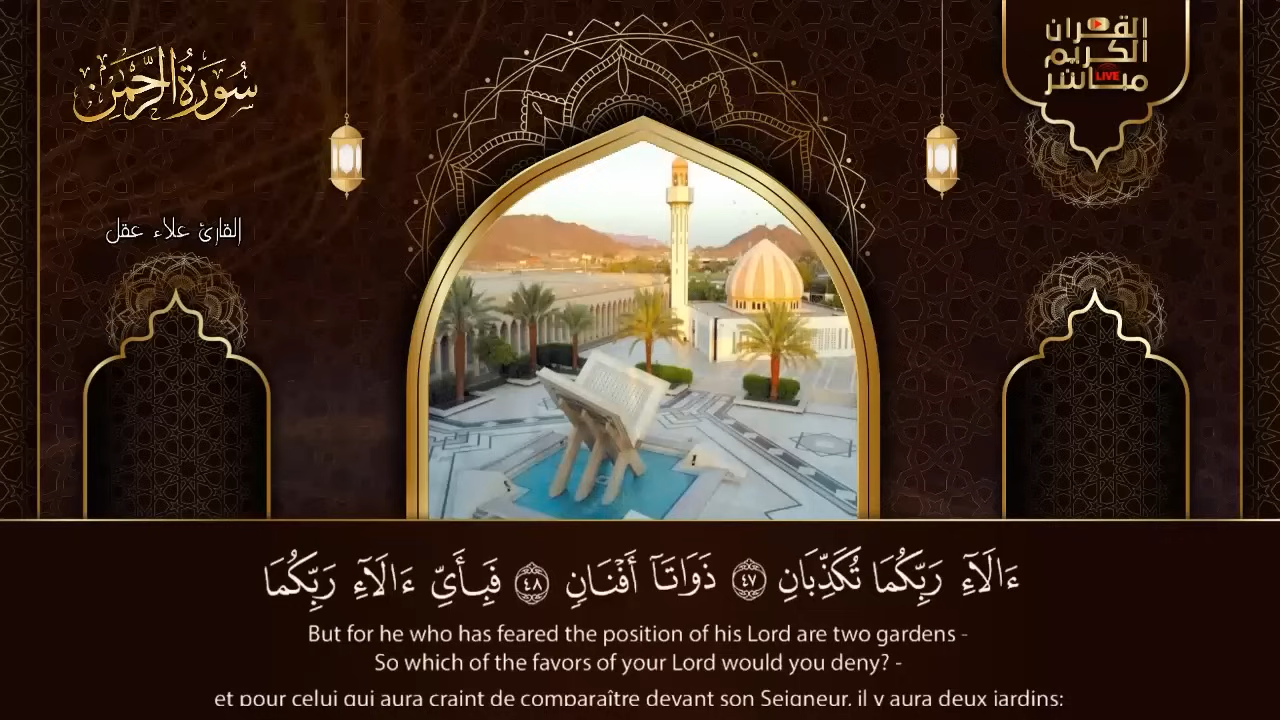 سُورَةُ الرَّحْمَٰن
القرآن
الكريم
مباشر
LIVE
القارئ علاء عقل
ءَالَآءِ رَبِّكُمَا تُكَذِّبَانِ ٤٧ ذَوَاتَآ أَفْنَانٍ ٤٨ فَبِأَيِّ ءَالَآءِ رَبِّكُمَا
But for he who has feared the position of his Lord are two gardens -
So which of the favors of your Lord would you deny? -
et pour celui qui aura craint de comparaître devant son Seigneur, il y aura deux jardins: